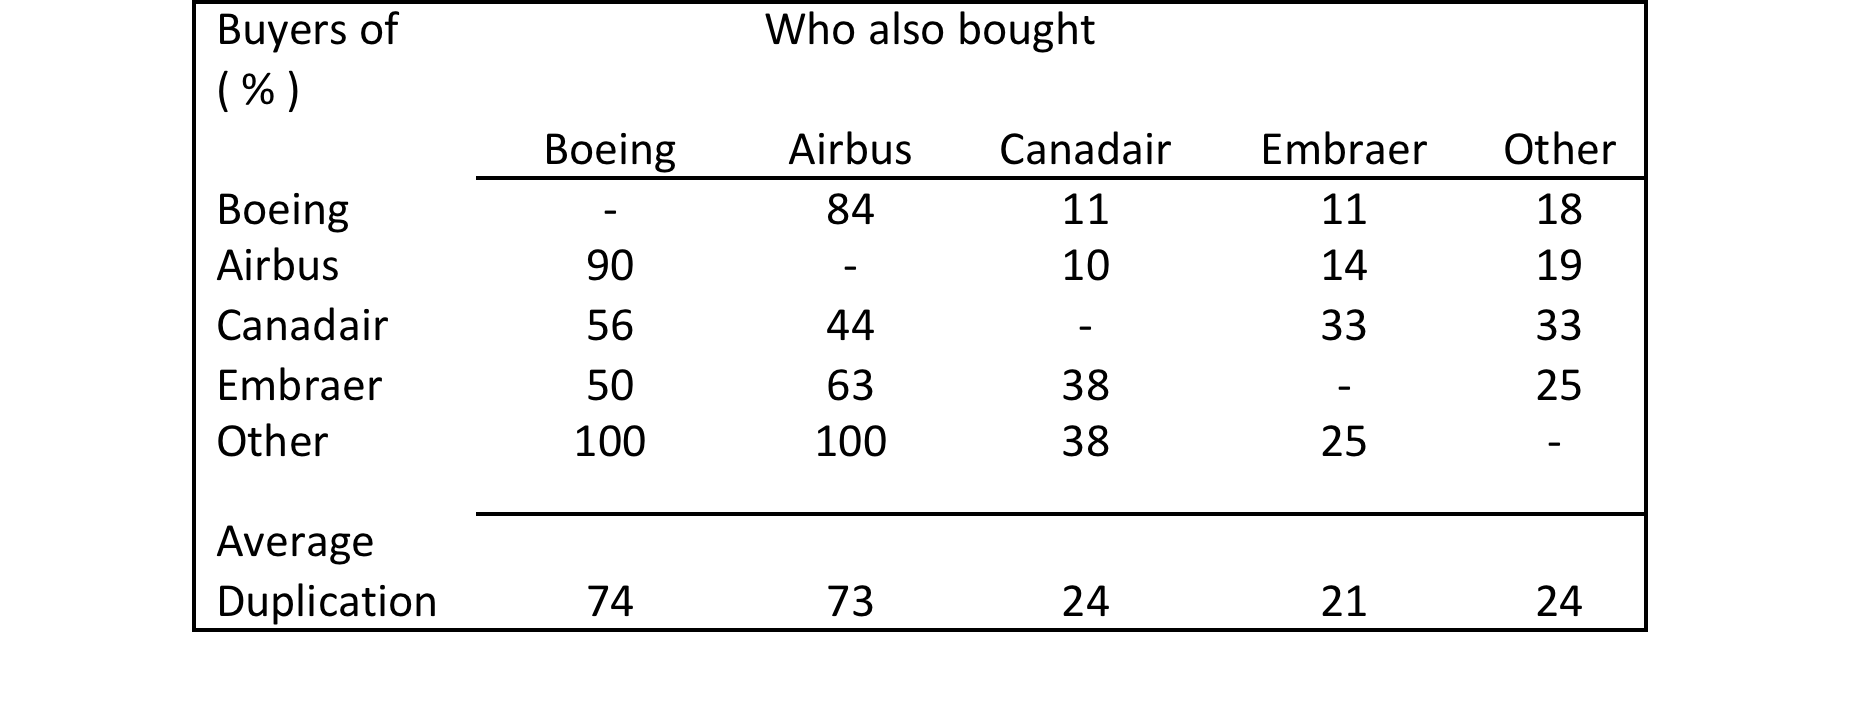 Buyers of Who also bought
( % )
Boeing Airbus Canadair Embraer Other
Boeing - 84 11 11 18
Airbus 90 - 10 14 19
Canadair 56 44 - 33 33
Embraer 50 63 38 - 25
Other 100 100 38 25 -
Average
Duplication 74 73 24 21 24